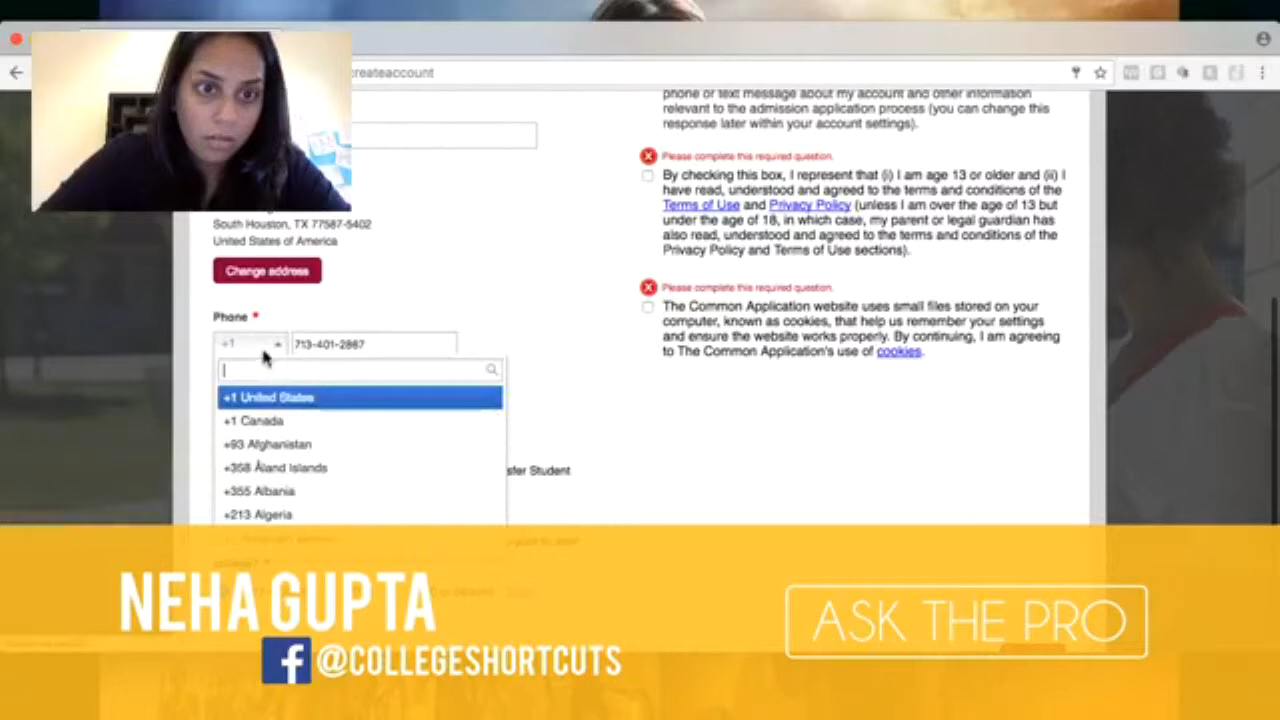 createaccount
phone or text message about my account and other information
relevant to the admission application process (you can change this
response later within your account settings).
Please complete this required question.
By checking this box, I represent that (i) I am age 13 or older and (ii) I
have read, understood and agreed to the terms and conditions of the
Terms of Use and Privacy Policy (unless I am over the age of 13 but
under the age of 18, in which case, my parent or legal guardian has
also read, understood and agreed to the terms and conditions of the
Privacy Policy and Terms of Use sections).
South Houston, TX 77587-5402
United States of America
Change address
Please complete this required question.
The Common Application website uses small files stored on your
computer, known as cookies, that help us remember your settings
and ensure the website works properly. By continuing, I am agreeing
to The Common Application's use of cookies.
Phone *
+1
713-401-2867
+1 United States
+1 Canada
+93 Afghanistan
+358 Åland Islands
+355 Albania
+213 Algeria
sfer Student
NEHA GUPTA
f @COLLEGESHORTCUTS
ASK THE PRO